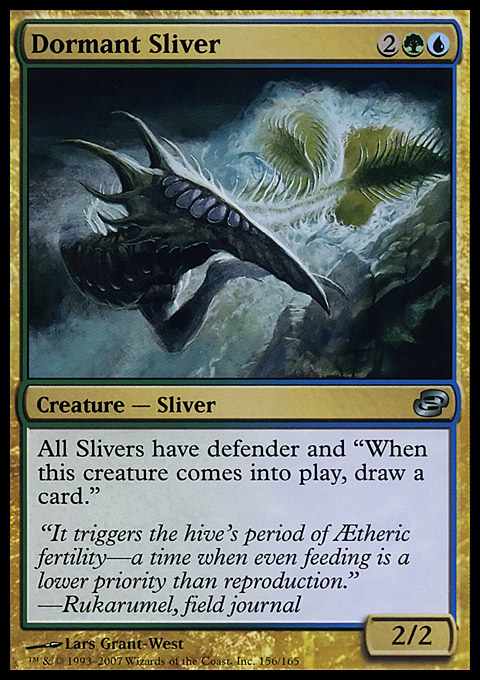 Dormant Sliver 2
Creature — Sliver
All Slivers have defender and “When
this creature comes into play, draw a
card.”
“It triggers the hive’s period of Ætheric
fertility—a time when even feeding is a
lower priority than reproduction.”
—Rukarumel, field journal
2/2
Lars Grant-West
™ & © 1993–2007 Wizards of the Coast, Inc. 156/165